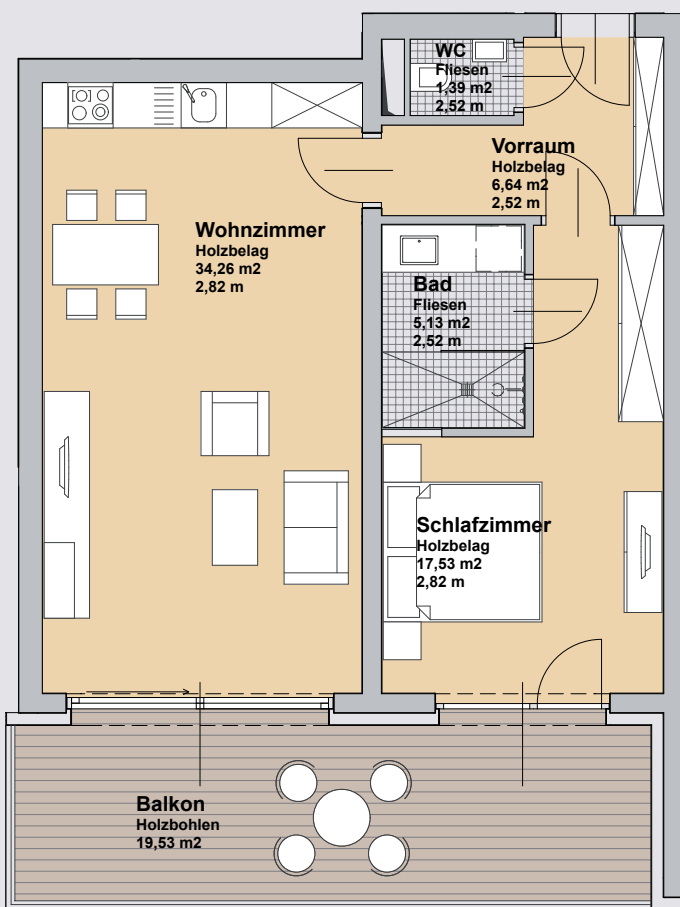 WC
Fliesen
1,39 m2
2,52 m
Vorraum
Holzbelag
6,64 m2
2,52 m
Wohnzimmer
Holzbelag
34,26 m2
2,82 m
Bad
Fliesen
5,13 m2
2,52 m
Schlafzimmer
Holzbelag
17,53 m2
2,82 m
Balkon
Holzbohlen
19,53 m2